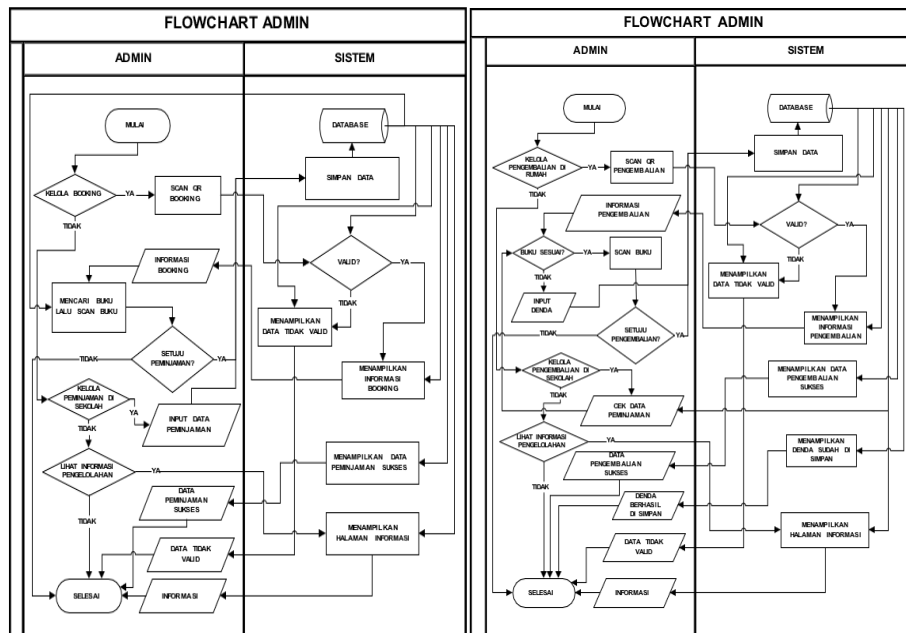 FLOWCHART ADMIN
ADMIN
SISTEM
MULAI
DATABASE
SIMPAN DATA
KELOLA BOOKING
YA
SCAN QR
BOOKING
TIDAK
VALID?
YA
TIDAK
INFORMASI
BOOKING
MENCARI BUKU
LALU SCAN BUKU
MENAMPILKAN
DATA TIDAK VALID
SETUJU
PEMINJAMAN?
YA
TIDAK
MENAMPILKAN
INFORMASI
BOOKING
KELOLA
PEMINJAMAN DI
SEKOLAH
YA
INPUT DATA
PEMINJAMAN
TIDAK
LIHAT INFORMASI
PENGELOLAHAN
YA
TIDAK
MENAMPILKAN DATA
PEMINJAMAN SUKSES
DATA
PEMINJAMAN
SUKSES
MENAMPILKAN
HALAMAN INFORMASI
DATA TIDAK
VALID
SELESAI
INFORMASI
FLOWCHART ADMIN
ADMIN
SISTEM
MULAI
DATABASE
SIMPAN DATA
KELOLA
PENGEMBALIAN DI
RUMAH
YA
SCAN QR
PENGEMBALIAN
TIDAK
INFORMASI
PENGEMBALIAN
VALID?
YA
TIDAK
BUKU SESUAI?
YA
SCAN BUKU
TIDAK
MENAMPILKAN
DATA TIDAK VALID
INPUT
DENDA
SETUJU
PENGEMBALIAN?
YA
TIDAK
MENAMPILKAN
INFORMASI
PENGEMBALIAN
KELOLA
PENGEMBALIAN DI
SEKOLAH
YA
TIDAK
MENAMPILKAN DATA
PENGEMBALIAN
SUKSES
CEK DATA
PEMINJAMAN
LIHAT INFORMASI
PENGELOLAHAN
YA
TIDAK
MENAMPILKAN
DENDA SUDAH DI
SIMPAN
DATA
PENGEMBALIAN
SUKSES
DENDA
BERHASIL
DI SIMPAN
MENAMPILKAN
HALAMAN INFORMASI
DATA TIDAK
VALID
SELESAI
INFORMASI